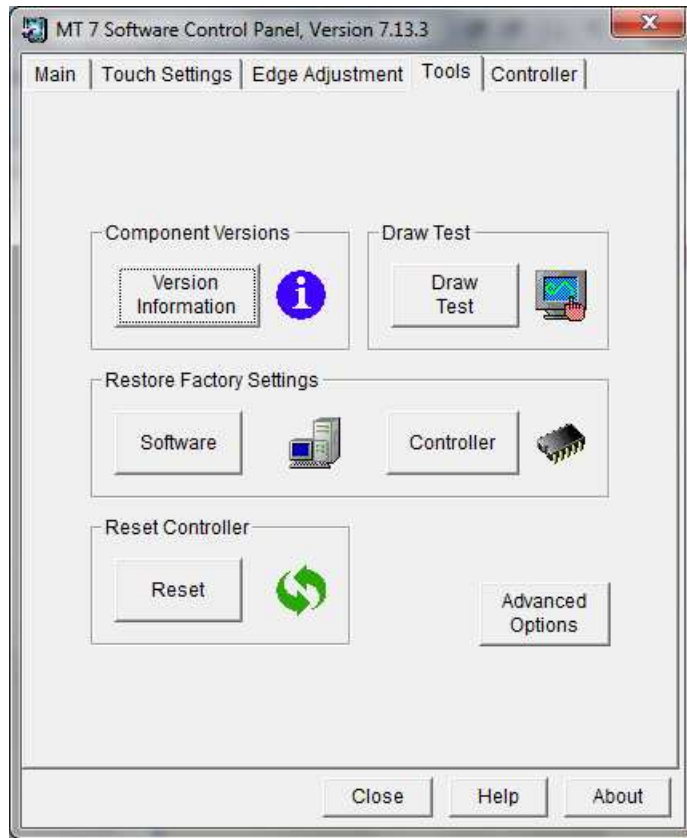 MT 7 Software Control Panel, Version 7.13.3
Main Touch Settings Edge Adjustment Tools Controller
Component Versions
Version
Information
Draw Test
Draw
Test
Restore Factory Settings
Software
Controller
Reset Controller
Reset
Advanced
Options
Close Help About